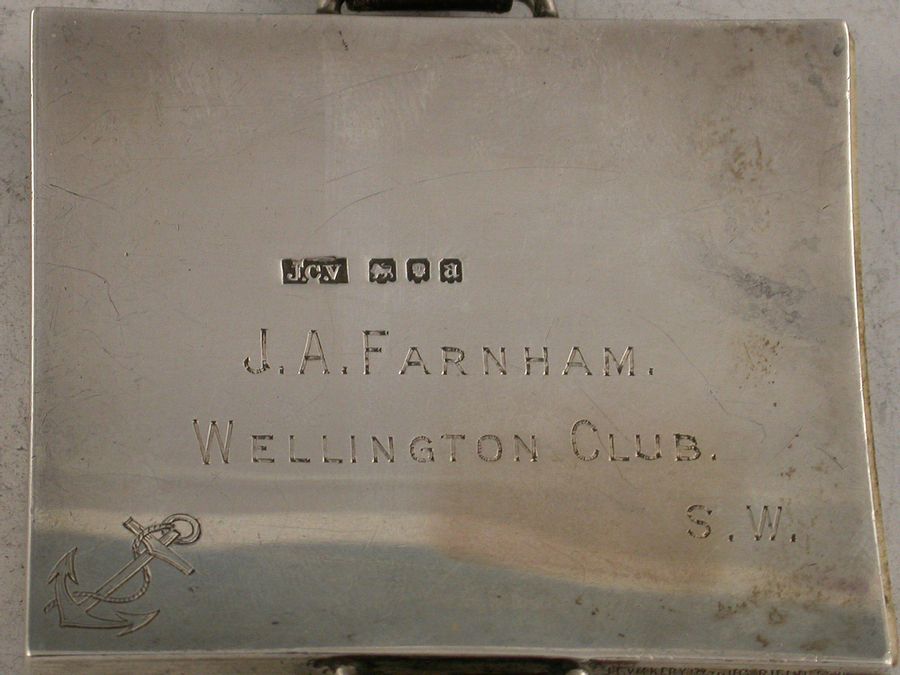 J.C.V a
J.A.FARNHAM.
WELLINGTON CLUB.
S.W.